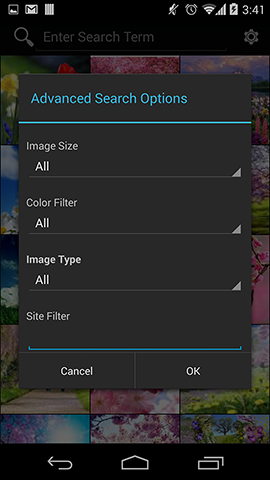 3:41
Enter Search Term
Advanced Search Options
Image Size
All
Color Filter
All
Image Type
All
Site Filter
Cancel OK